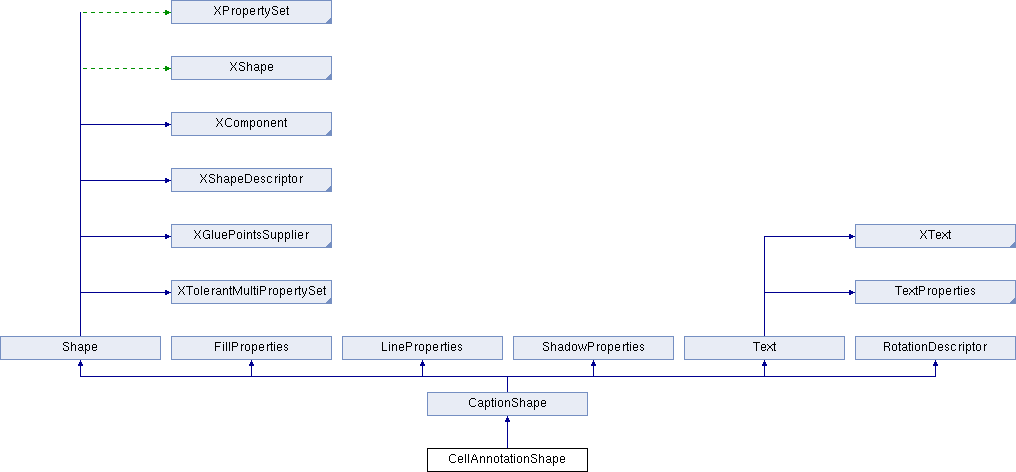 XPropertySet
XShape
XComponent
XShapeDescriptor
XGluePointsSupplier
XText
XTolerantMultiPropertySet
TextProperties
Shape
FillProperties
LineProperties
ShadowProperties
Text
RotationDescriptor
CaptionShape
CellAnnotationShape